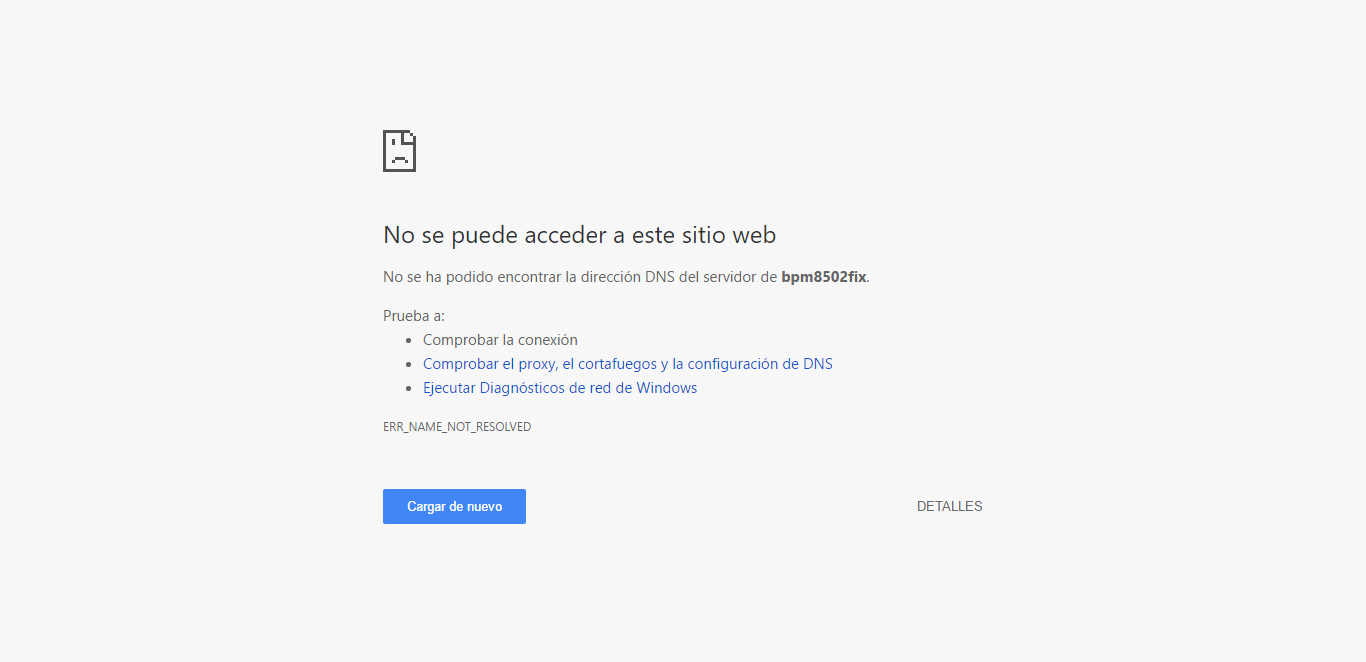 No se puede acceder a este sitio web
No se ha podido encontrar la dirección DNS del servidor de bpm8502fix.
Prueba a:
Comprobar la conexión
Comprobar el proxy, el cortafuegos y la configuración de DNS
Ejecutar Diagnósticos de red de Windows
ERR_NAME_NOT_RESOLVED
Cargar de nuevo
DETALLES